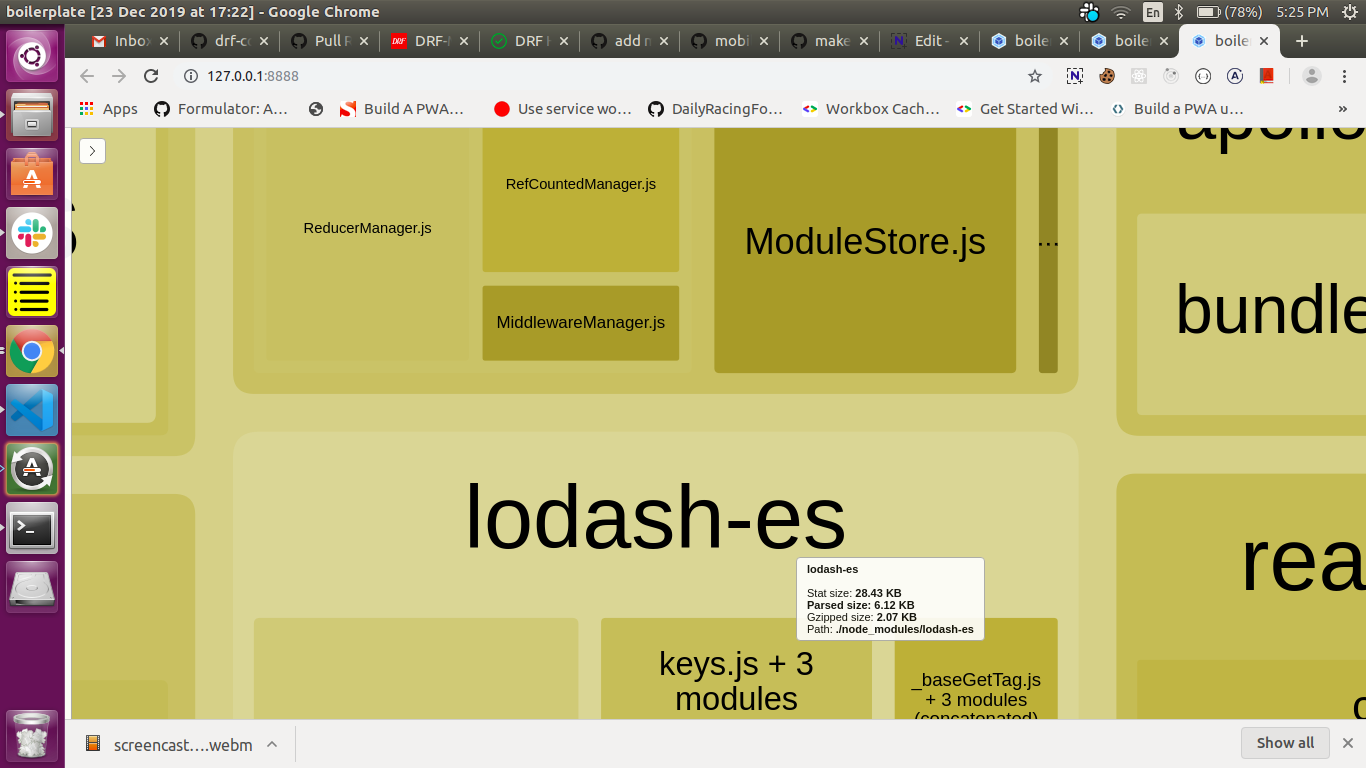 boilerplate [23 Dec 2019 at 17:22] - Google Chrome
En
(78%)
5:25 PM
Inbox
drf-c
Pull R
DRF
DRF-
DRF
add n
mobi
make
N
Edit -
boiler
boiler
boiler
127.0.0.1:8888
Apps
Formulator: A…
Build A PWA…
Use service wo…
DailyRacingFo…
Workbox Cach…
Get Started Wi…
Build a PWA u…
»
RefCountedManager.js
ReducerManager.js
ModuleStore.js
…
MiddlewareManager.js
bundle
lodash-es
rea
lodash-es
Stat size: 28.43 KB
Parsed size: 6.12 KB
Gzipped size: 2.07 KB
Path: ./node_modules/lodash-es
keys.js + 3
modules
_baseGetTag.js
+ 3 modules
(concatenated)
screencast….webm
Show all